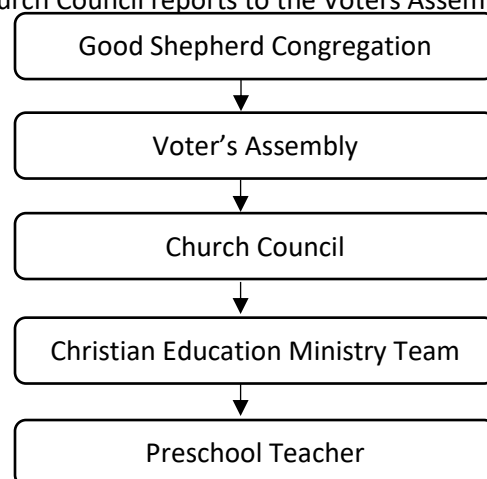 urch Council reports to the Voters Assem
Good Shepherd Congregation
Voter’s Assembly
Church Council
Christian Education Ministry Team
Preschool Teacher